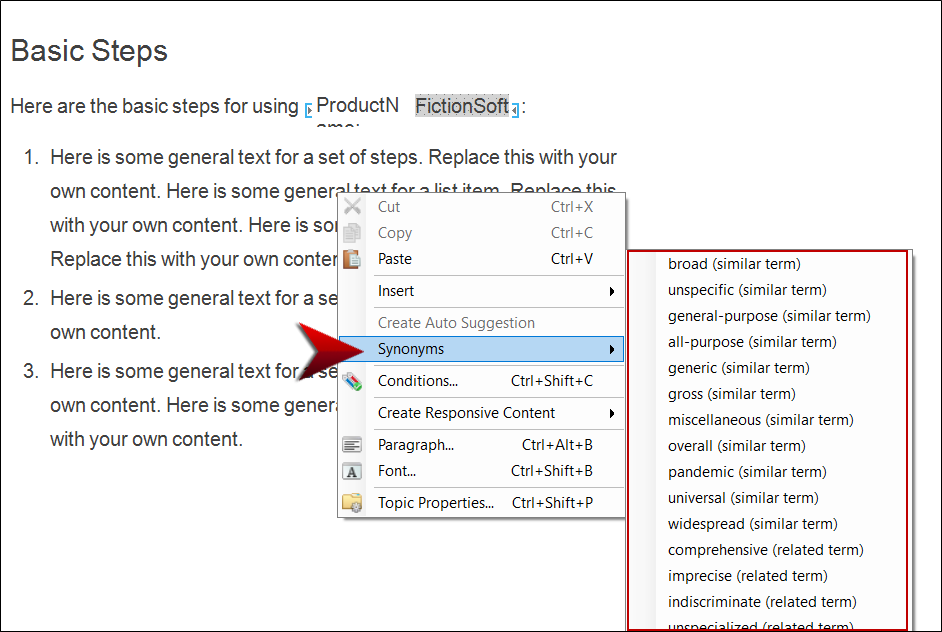 Basic Steps
Here are the basic steps for using ProductN FictionSoft:
ame:
1. Here is some general text for a set of steps. Replace this with your
own content. Here is some general text for a list item. Replace this
with your own content. Here is so
Replace this with your own conten
2. Here is some general text for a se
own content.
3. Here is some general text for a se
own content. Here is some genera
with your own content.
Cut Ctrl+X
Copy Ctrl+C
Paste Ctrl+V
Insert
Create Auto Suggestion
Synonyms
Conditions... Ctrl+Shift+C
Create Responsive Content
Paragraph... Ctrl+Alt+B
Font... Ctrl+Shift+B
Topic Properties... Ctrl+Shift+P
broad (similar term)
unspecific (similar term)
general-purpose (similar term)
all-purpose (similar term)
generic (similar term)
gross (similar term)
miscellaneous (similar term)
overall (similar term)
pandemic (similar term)
universal (similar term)
widespread (similar term)
comprehensive (related term)
imprecise (related term)
indiscriminate (related term)
unspecialized (related term)